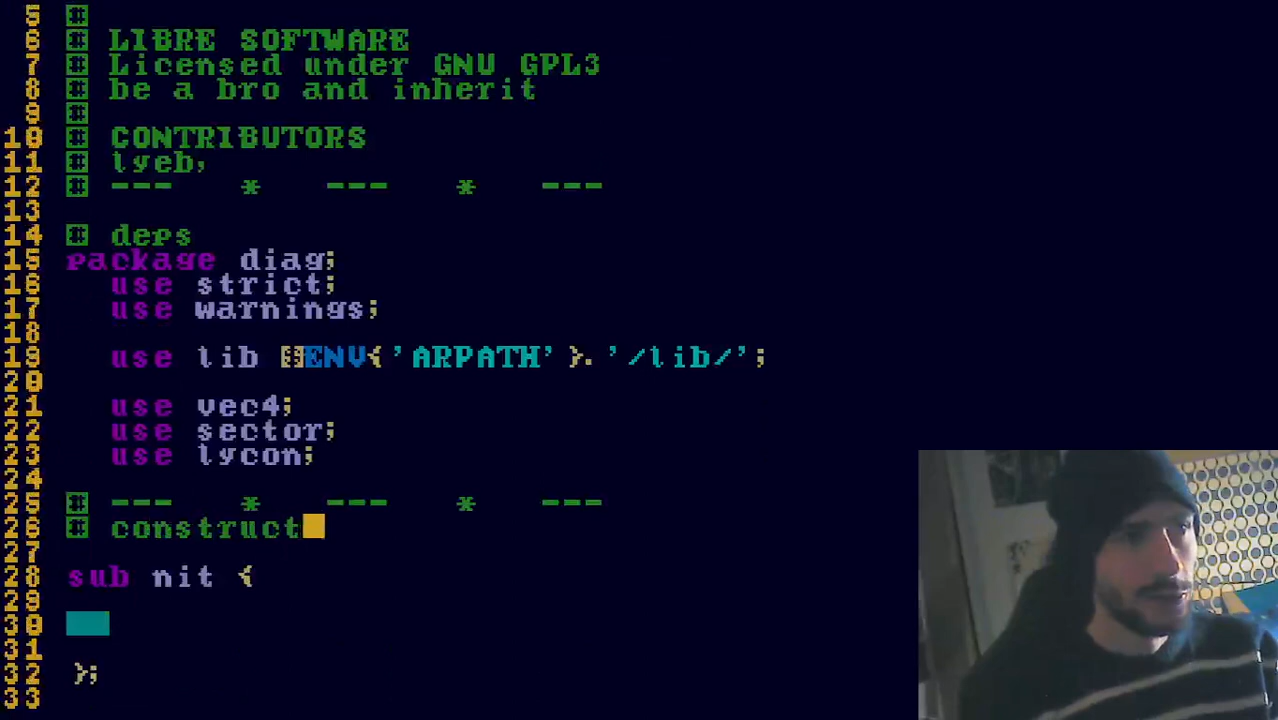 5 #
6 # LIBRE SOFTWARE
7 # Licensed under GNU GPL3
8 # be a bro and inherit
9 #
10 # CONTRIBUTORS
11 # lyeb,
12 # --- * --- * ---
13
14 # deps
15 package diag;
16 use strict;
17 use warnings;
18
19 use lib $ENV{'ARPATH'}.'/lib/';
20
21 use vec4;
22 use sector;
23 use lycon;
24
25 # --- * --- * ---
26 # construct
27
28 sub nit {
29
30
31
32 };
33